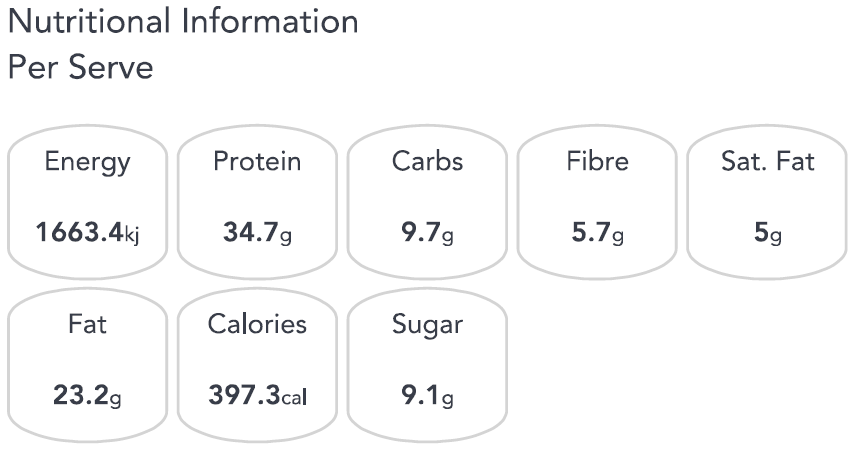 Nutritional Information
Per Serve
Energy Protein Carbs Fibre Sat. Fat
1663.4kj 34.7g 9.7g 5.7g 5g
Fat Calories Sugar
23.2g 397.3cal 9.1g